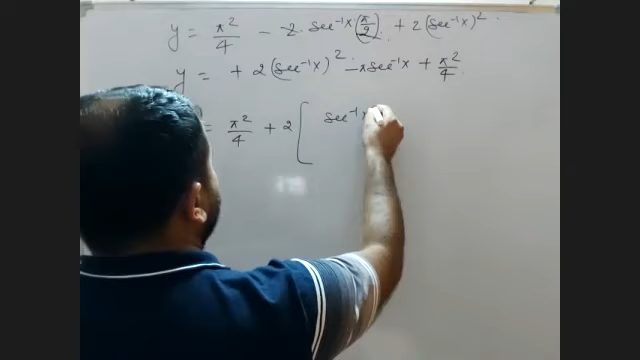 y = π²/4 - 2. sec⁻¹x (π/2) + 2 (sec⁻¹x)².
y = + 2 (sec⁻¹x)² - π sec⁻¹x + π²/4.
= π²/4 + 2 [ sec⁻¹